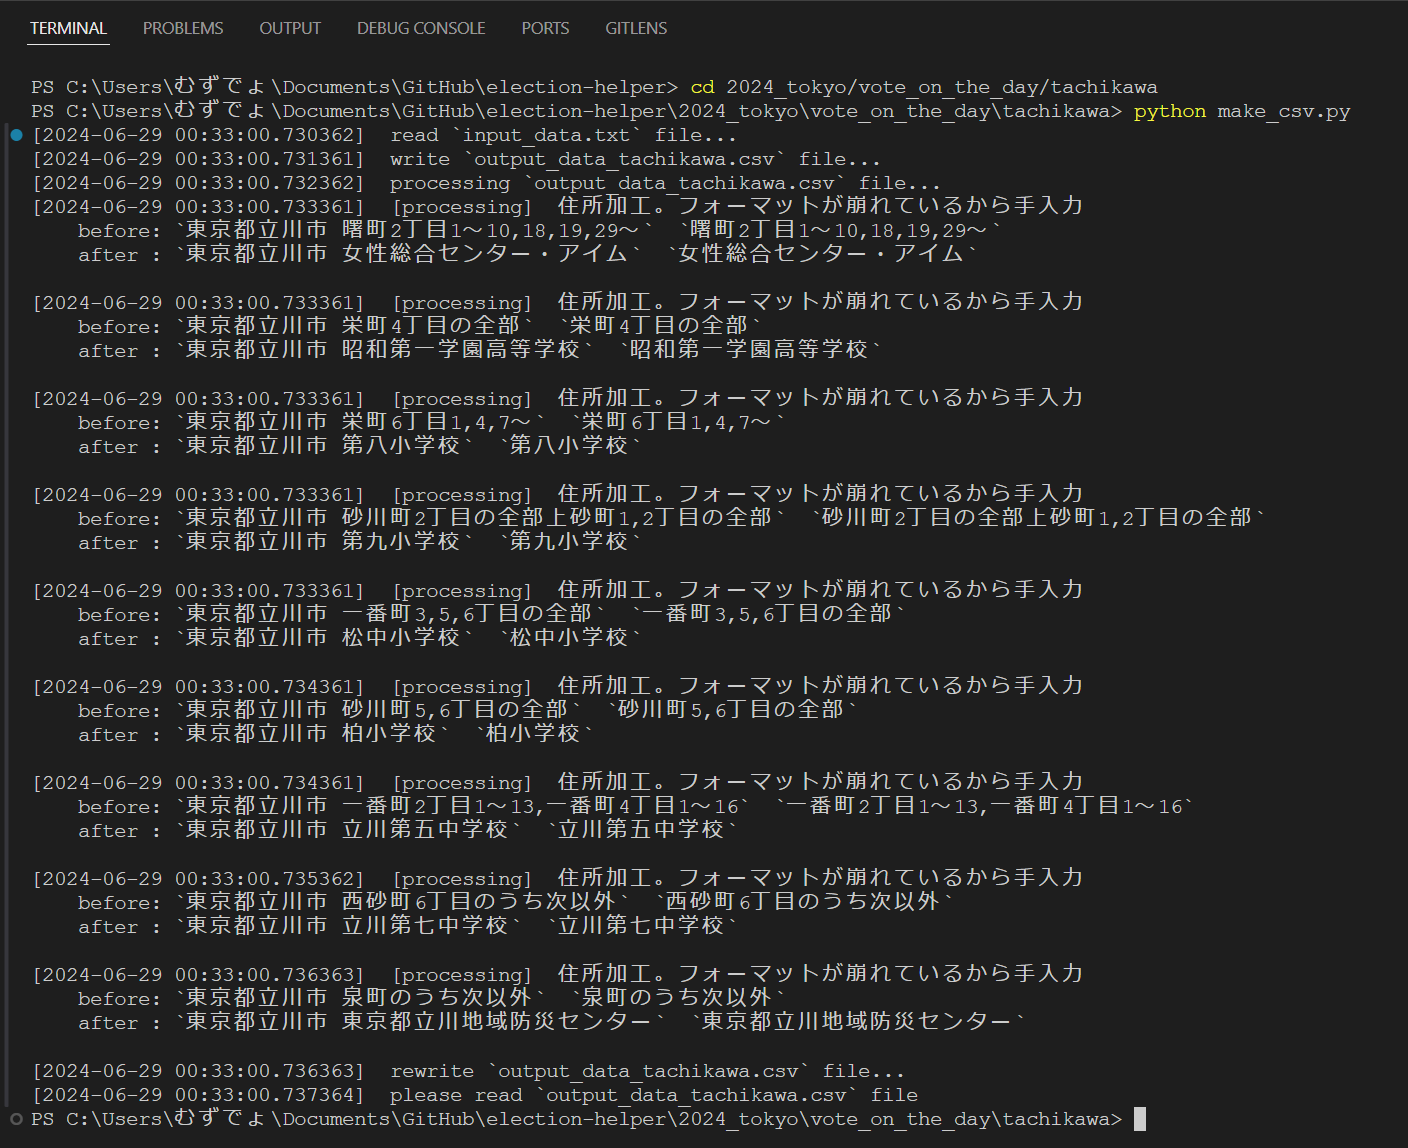 TERMINAL PROBLEMS OUTPUT DEBUG CONSOLE PORTS GITLENS
PS C:\Users\むずでょ\Documents\GitHub\election-helper> cd 2024_tokyo/vote_on_the_day/tachikawa
PS C:\Users\むずでょ\Documents\GitHub\election-helper\2024_tokyo\vote_on_the_day\tachikawa> python make_csv.py
[2024-06-29 00:33:00.730362]  read `input_data.txt` file...
[2024-06-29 00:33:00.731361]  write `output_data_tachikawa.csv` file...
[2024-06-29 00:33:00.732362]  processing `output_data_tachikawa.csv` file...
[2024-06-29 00:33:00.733361]  [processing]  住所加工。フォーマットが崩れているから手入力
    before: `東京都立川市 曙町2丁目1～10,18,19,29～`  `曙町2丁目1～10,18,19,29～`
    after : `東京都立川市 女性総合センター・アイム`  `女性総合センター・アイム`
[2024-06-29 00:33:00.733361]  [processing]  住所加工。フォーマットが崩れているから手入力
    before: `東京都立川市 栄町4丁目の全部`  `栄町4丁目の全部`
    after : `東京都立川市 昭和第一学園高等学校`  `昭和第一学園高等学校`
[2024-06-29 00:33:00.733361]  [processing]  住所加工。フォーマットが崩れているから手入力
    before: `東京都立川市 栄町6丁目1,4,7～`  `栄町6丁目1,4,7～`
    after : `東京都立川市 第八小学校`  `第八小学校`
[2024-06-29 00:33:00.733361]  [processing]  住所加工。フォーマットが崩れているから手入力
    before: `東京都立川市 砂川町2丁目の全部上砂町1,2丁目の全部`  `砂川町2丁目の全部上砂町1,2丁目の全部`
    after : `東京都立川市 第九小学校`  `第九小学校`
[2024-06-29 00:33:00.733361]  [processing]  住所加工。フォーマットが崩れているから手入力
    before: `東京都立川市 一番町3,5,6丁目の全部`  `一番町3,5,6丁目の全部`
    after : `東京都立川市 松中小学校`  `松中小学校`
[2024-06-29 00:33:00.734361]  [processing]  住所加工。フォーマットが崩れているから手入力
    before: `東京都立川市 砂川町5,6丁目の全部`  `砂川町5,6丁目の全部`
    after : `東京都立川市 柏小学校`  `柏小学校`
[2024-06-29 00:33:00.734361]  [processing]  住所加工。フォーマットが崩れているから手入力
    before: `東京都立川市 一番町2丁目1～13,一番町4丁目1～16`  `一番町2丁目1～13,一番町4丁目1～16`
    after : `東京都立川市 立川第五中学校`  `立川第五中学校`
[2024-06-29 00:33:00.735362]  [processing]  住所加工。フォーマットが崩れているから手入力
    before: `東京都立川市 西砂町6丁目のうち次以外`  `西砂町6丁目のうち次以外`
    after : `東京都立川市 立川第七中学校`  `立川第七中学校`
[2024-06-29 00:33:00.736363]  [processing]  住所加工。フォーマットが崩れているから手入力
    before: `東京都立川市 泉町のうち次以外`  `泉町のうち次以外`
    after : `東京都立川市 東京都立川地域防災センター`  `東京都立川地域防災センター`
[2024-06-29 00:33:00.736363]  rewrite `output_data_tachikawa.csv` file...
[2024-06-29 00:33:00.737364]  please read `output_data_tachikawa.csv` file
PS C:\Users\むずでょ\Documents\GitHub\election-helper\2024_tokyo\vote_on_the_day\tachikawa>